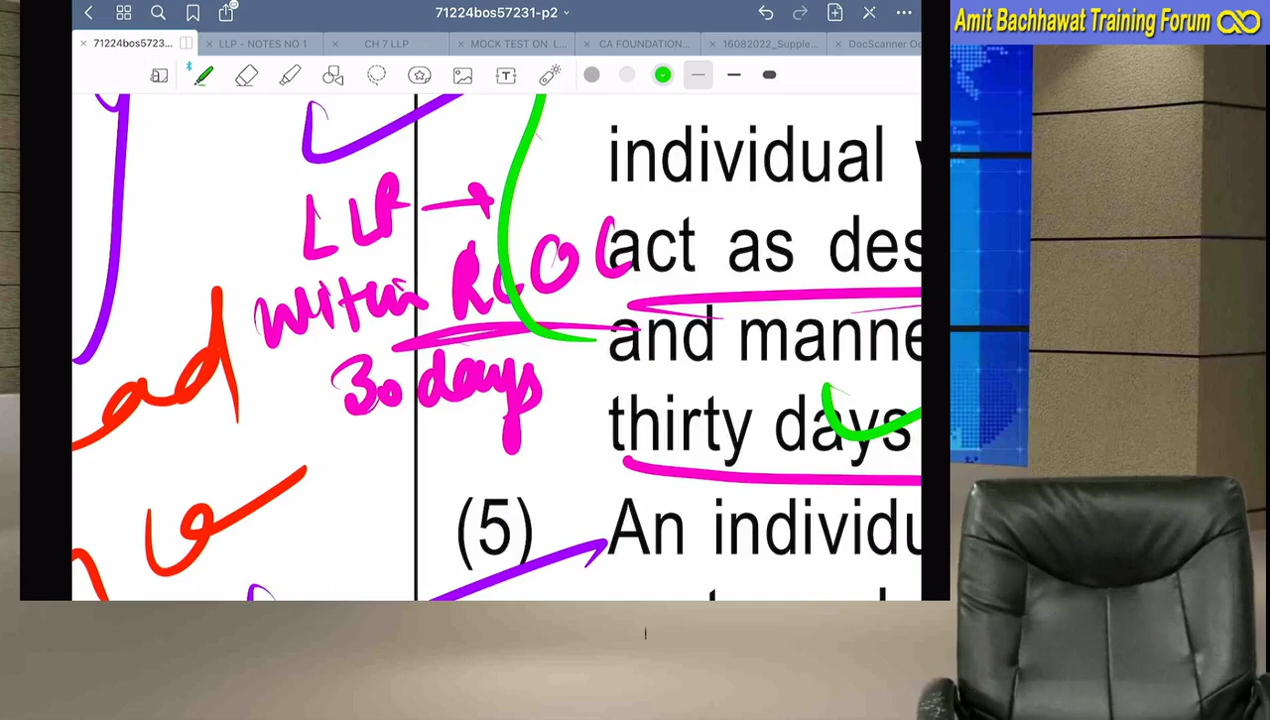 71224bos57231-p2
Amit Bachhawat Training Forum
71224bos5723...
LLP - NOTES NO 1
CH 7 LLP
MOCK TEST ON L...
CA FOUNDATION...
16082022_Supple...
DocScanner Oc
individual
LLP → ROC
act as des
within
and manne
30 days
thirty days
(5) An individu